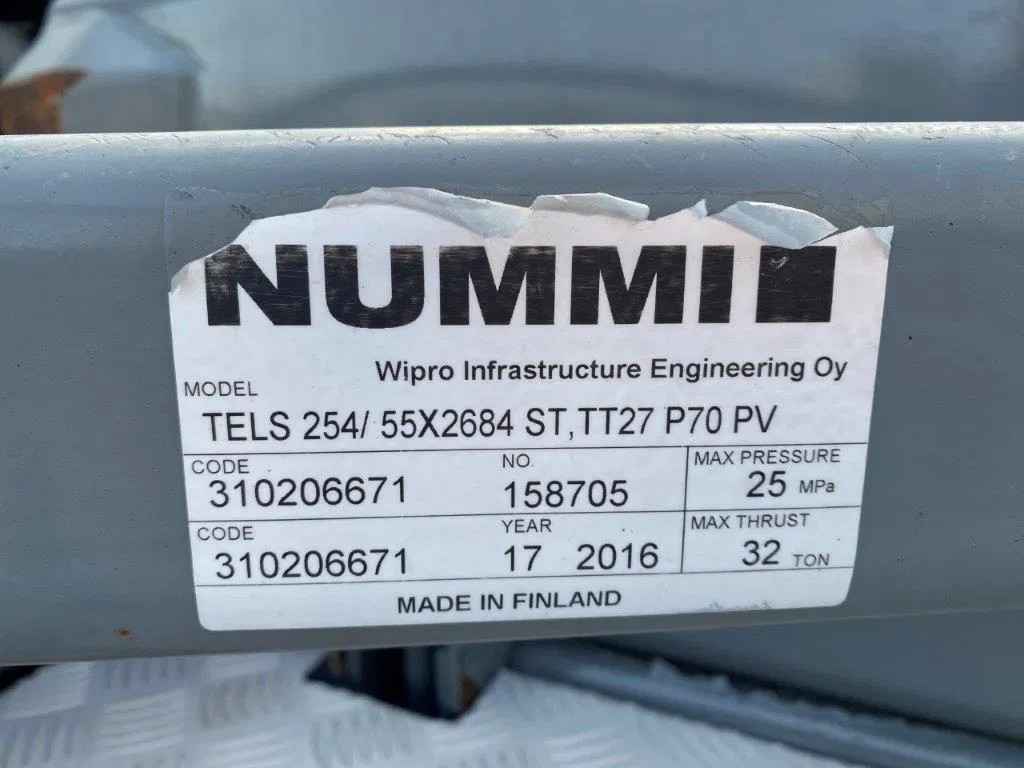 NUMMI
Wipro Infrastructure Engineering Oy
MODEL
TELS 254/ 55X2684 ST,TT27 P70 PV
CODE NO. MAX PRESSURE
310206671 158705 25 MPa
CODE YEAR MAX THRUST
310206671 17 2016 32 TON
MADE IN FINLAND